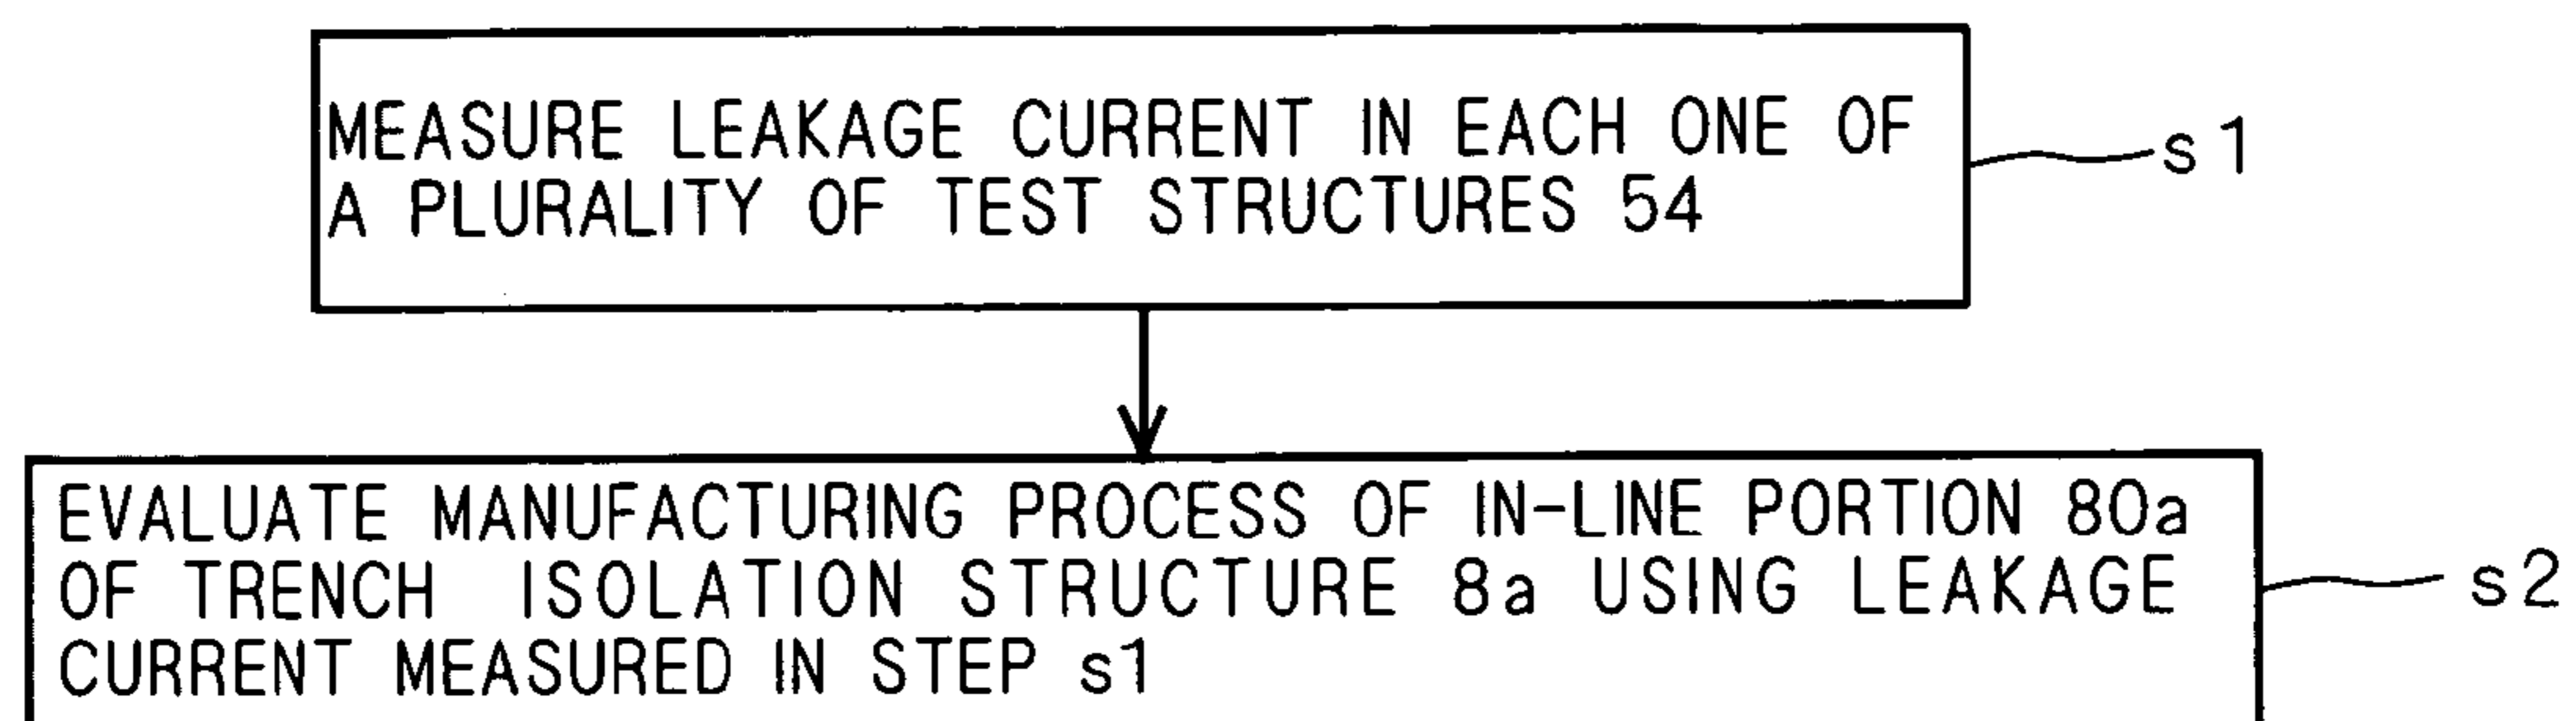 MEASURE LEAKAGE CURRENT IN EACH ONE OF
A PLURALITY OF TEST STRUCTURES 54
s1
EVALUATE MANUFACTURING PROCESS OF IN-LINE PORTION 80a
OF TRENCH ISOLATION STRUCTURE 8a USING LEAKAGE
CURRENT MEASURED IN STEP s1
s2